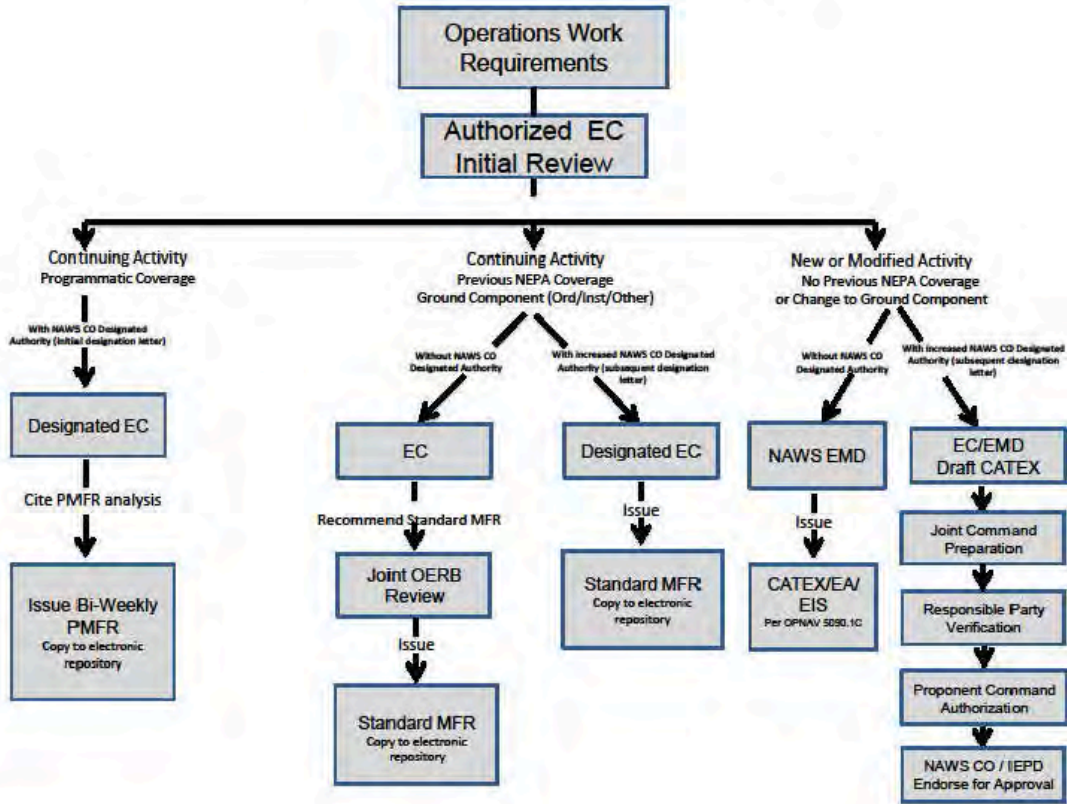 Operations Work
Requirements
Authorized EC
Initial Review
Continuing Activity
Programmatic Coverage
With NAWS CO Designated
Authority (initial designation letter)
Designated EC
Cite PMFR analysis
Issue Bi-Weekly
PMFR
Copy to electronic
repository
Continuing Activity
Previous NEPA Coverage
Ground Component (Ord/Inst/Other)
Without NAWS CO
Designated Authority
EC
Recommend Standard MFR
Joint OERB
Review
Issue
Standard MFR
Copy to electronic
repository
With increased NAWS CO Designated
Authority (subsequent designation
letter)
Designated EC
Issue
Standard MFR
Copy to electronic
repository
New or Modified Activity
No Previous NEPA Coverage
or Change to Ground Component
Without NAWS CO
Designated Authority
NAWS EMD
Issue
CATEX/EA/
EIS
Per OPNAV 5090.1C
With increased NAWS CO Designated
Authority (subsequent designation
letter)
EC/EMD
Draft CATEX
Joint Command
Preparation
Responsible Party
Verification
Proponent Command
Authorization
NAWS CO / IEPD
Endorse for Approval